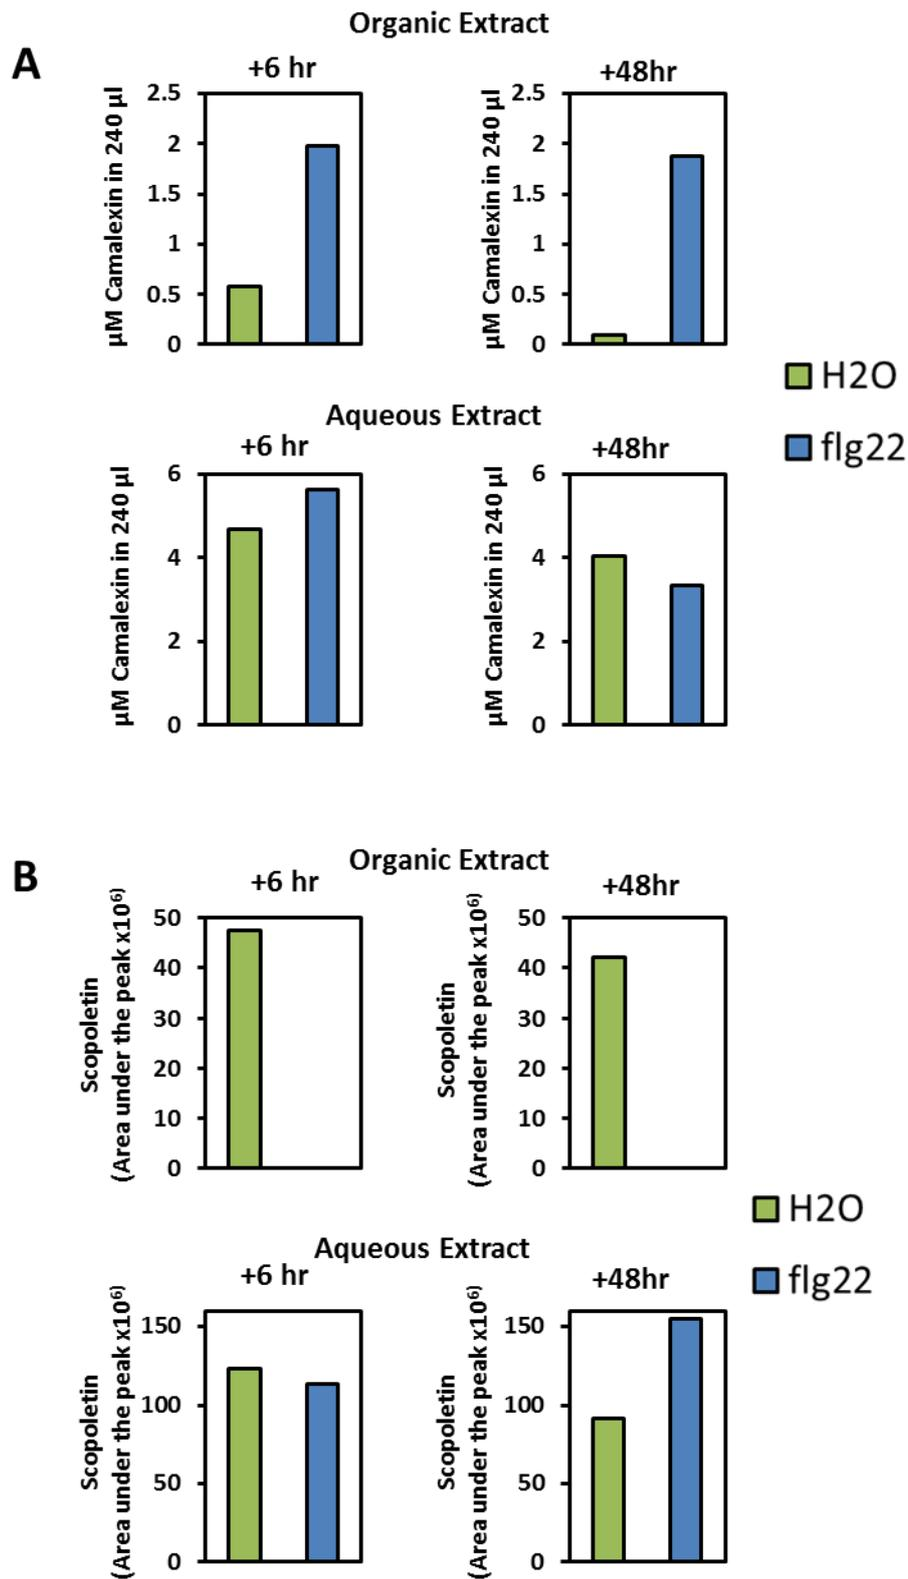 Organic Extract
A
+6 hr
+48hr
µM Camalexin in 240 µl
2.5
2
1.5
1
0.5
0
µM Camalexin in 240 µl
2.5
2
1.5
1
0.5
0
H2O
flg22
Aqueous Extract
+6 hr
+48hr
µM Camalexin in 240 µl
6
4
2
0
µM Camalexin in 240 µl
6
4
2
0
B
Organic Extract
+6 hr
+48hr
Scopoletin
(Area under the peak x10⁶)
50
40
30
20
10
0
Scopoletin
(Area under the peak x10⁶)
50
40
30
20
10
0
H2O
flg22
Aqueous Extract
+6 hr
+48hr
Scopoletin
(Area under the peak x10⁶)
150
100
50
0
Scopoletin
(Area under the peak x10⁶)
150
100
50
0